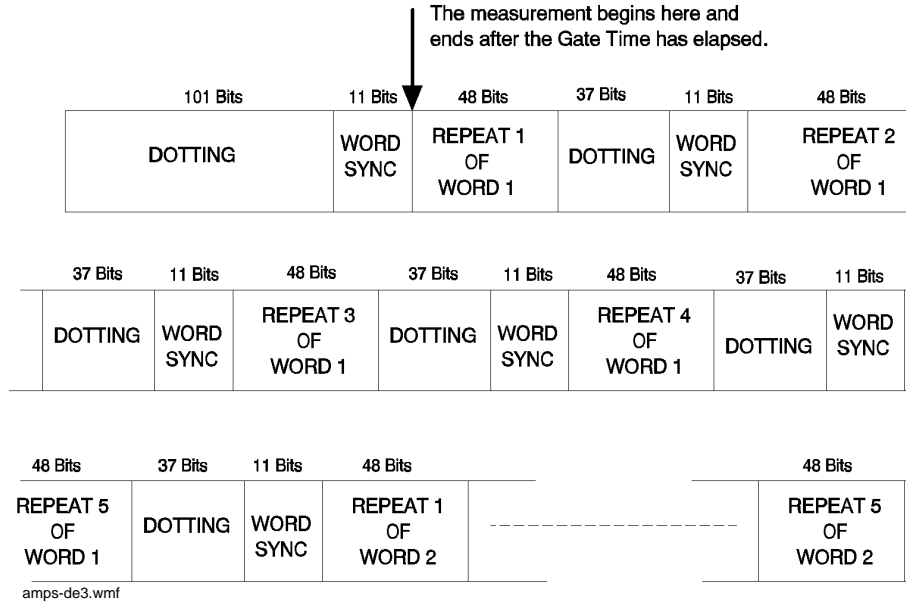 The measurement begins here and
ends after the Gate Time has elapsed.
101 Bits 11 Bits 48 Bits 37 Bits 11 Bits 48 Bits
DOTTING
WORD
SYNC
REPEAT 1
OF
WORD 1
DOTTING
WORD
SYNC
REPEAT 2
OF
WORD 1
37 Bits 11 Bits 48 Bits 37 Bits 11 Bits 48 Bits 37 Bits 11 Bits
DOTTING
WORD
SYNC
REPEAT 3
OF
WORD 1
DOTTING
WORD
SYNC
REPEAT 4
OF
WORD 1
DOTTING
WORD
SYNC
48 Bits 37 Bits 11 Bits 48 Bits 48 Bits
REPEAT 5
OF
WORD 1
DOTTING
WORD
SYNC
REPEAT 1
OF
WORD 2
REPEAT 5
OF
WORD 2
amps-de3.wmf